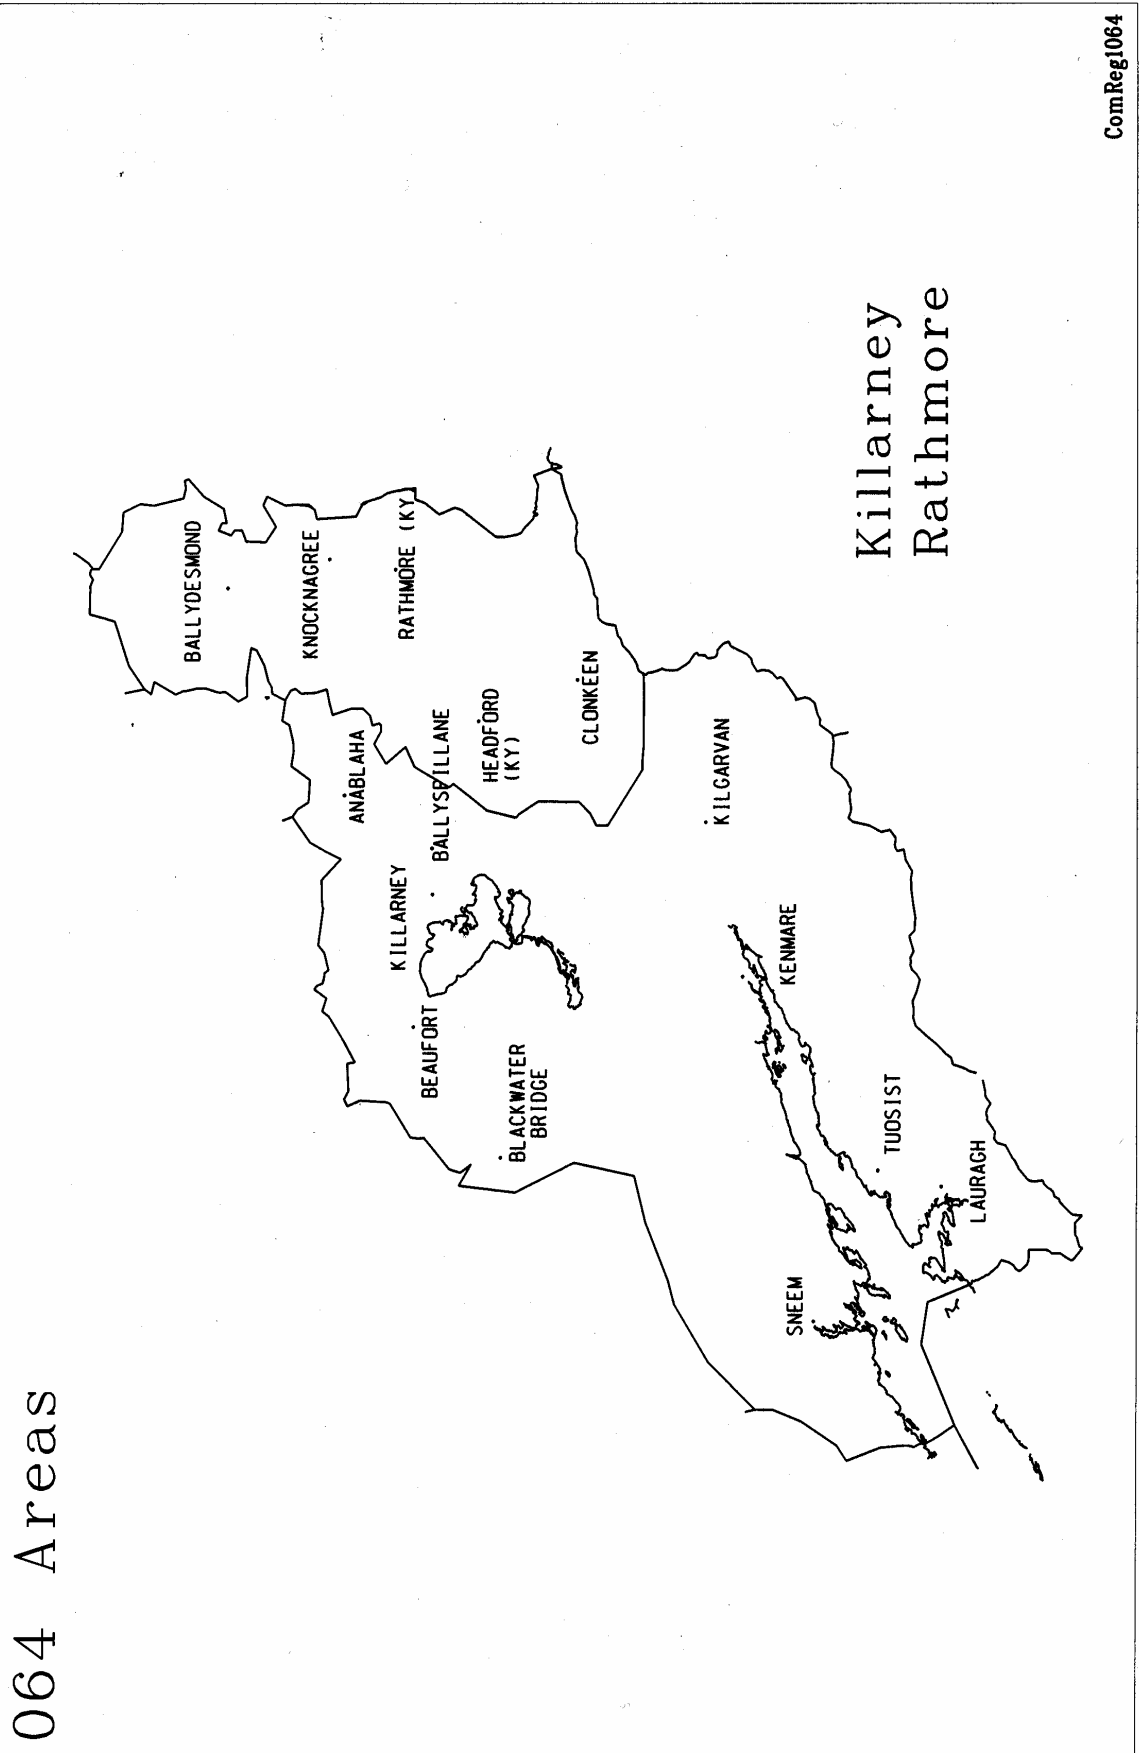 064 Areas
BALLYDESMOND
KNOCKNAGREE
RATHMORE (KY
ANABLAHA
BALLYSPILLANE
HEADFORD
(KY)
CLONKEEN
KILLARNEY
KILGARVAN
BEAUFORT
BLACKWATER
BRIDGE
KENMARE
TUOSIST
LAURAGH
SNEEM
Killarney
Rathmore
ComReg1064